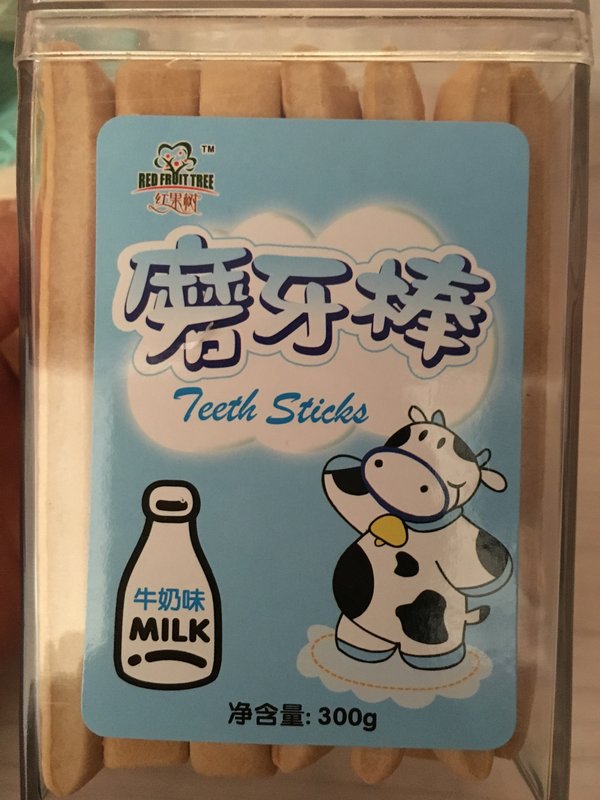 TM
RED FRUIT TREE
红果树
磨牙棒
Teeth Sticks
牛奶味
MILK
净含量: 300g